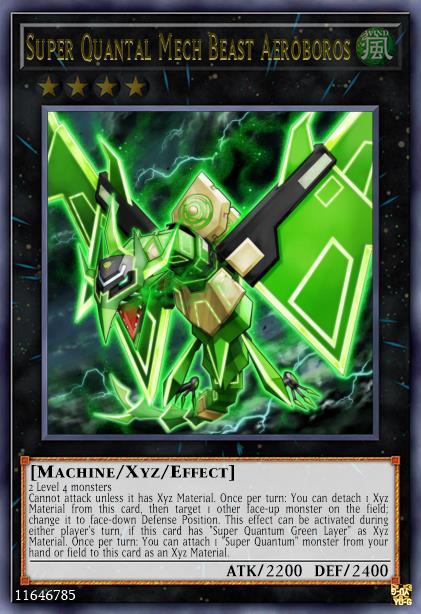 Super Quantal Mech Beast Aeroboros
WIND
風
[Machine/Xyz/Effect]
2 Level 4 monsters
Cannot attack unless it has Xyz Material. Once per turn: You can detach 1 Xyz
Material from this card, then target 1 other face-up monster on the field;
change it to face-down Defense Position. This effect can be activated during
either player's turn, if this card has "Super Quantum Green Layer" as
Xyz Material. Once per turn: You can attach 1 "Super Quantum" monster from your
hand or field to this card as an Xyz Material.
ATK/2200 DEF/2400
11646785